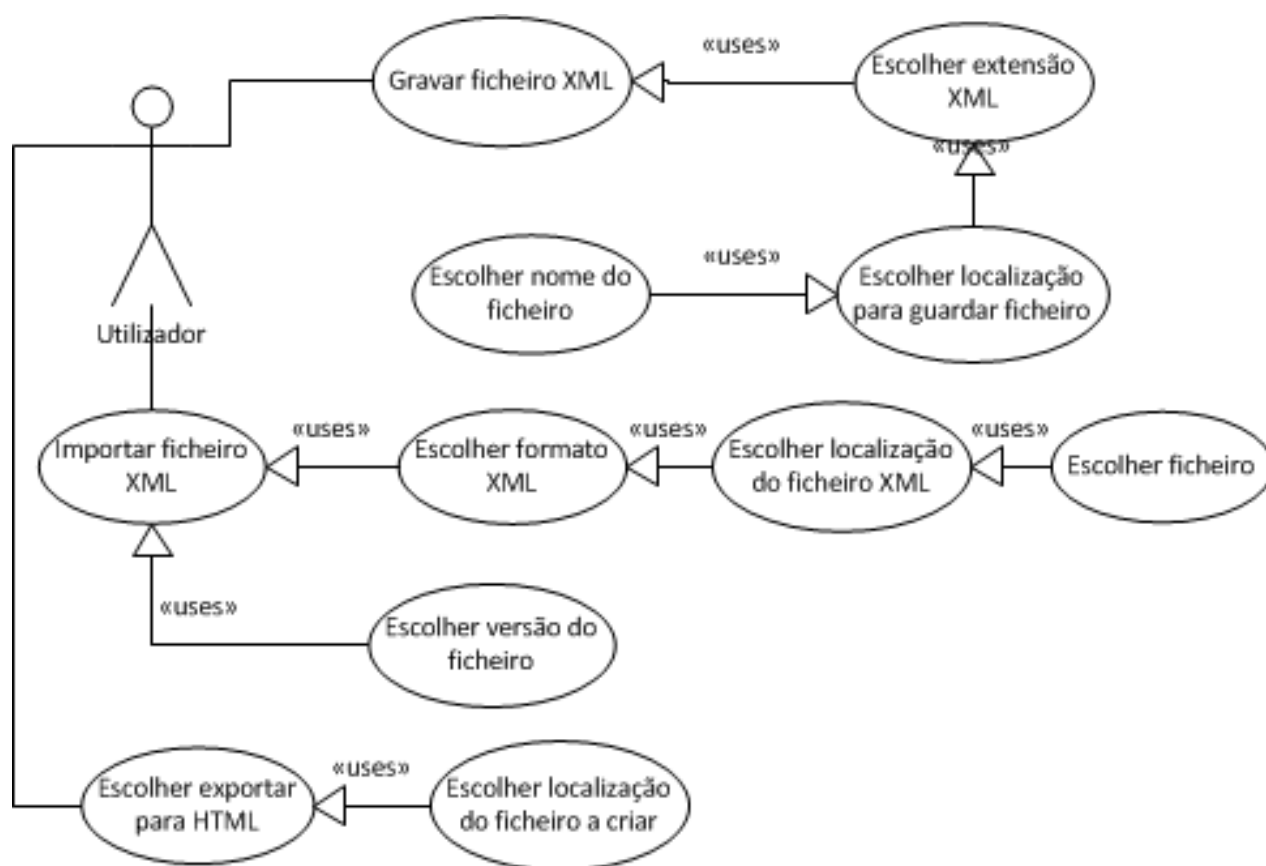 «uses»
Gravar ficheiro XML
Escolher extensão
XML
«uses»
«uses»
Escolher nome do
ficheiro
Escolher localização
para guardar ficheiro
Utilizador
«uses»
«uses»
«uses»
Importar ficheiro
XML
Escolher formato
XML
Escolher localização
do ficheiro XML
Escolher ficheiro
«uses»
Escolher versão do
ficheiro
«uses»
Escolher exportar
para HTML
Escolher localização
do ficheiro a criar